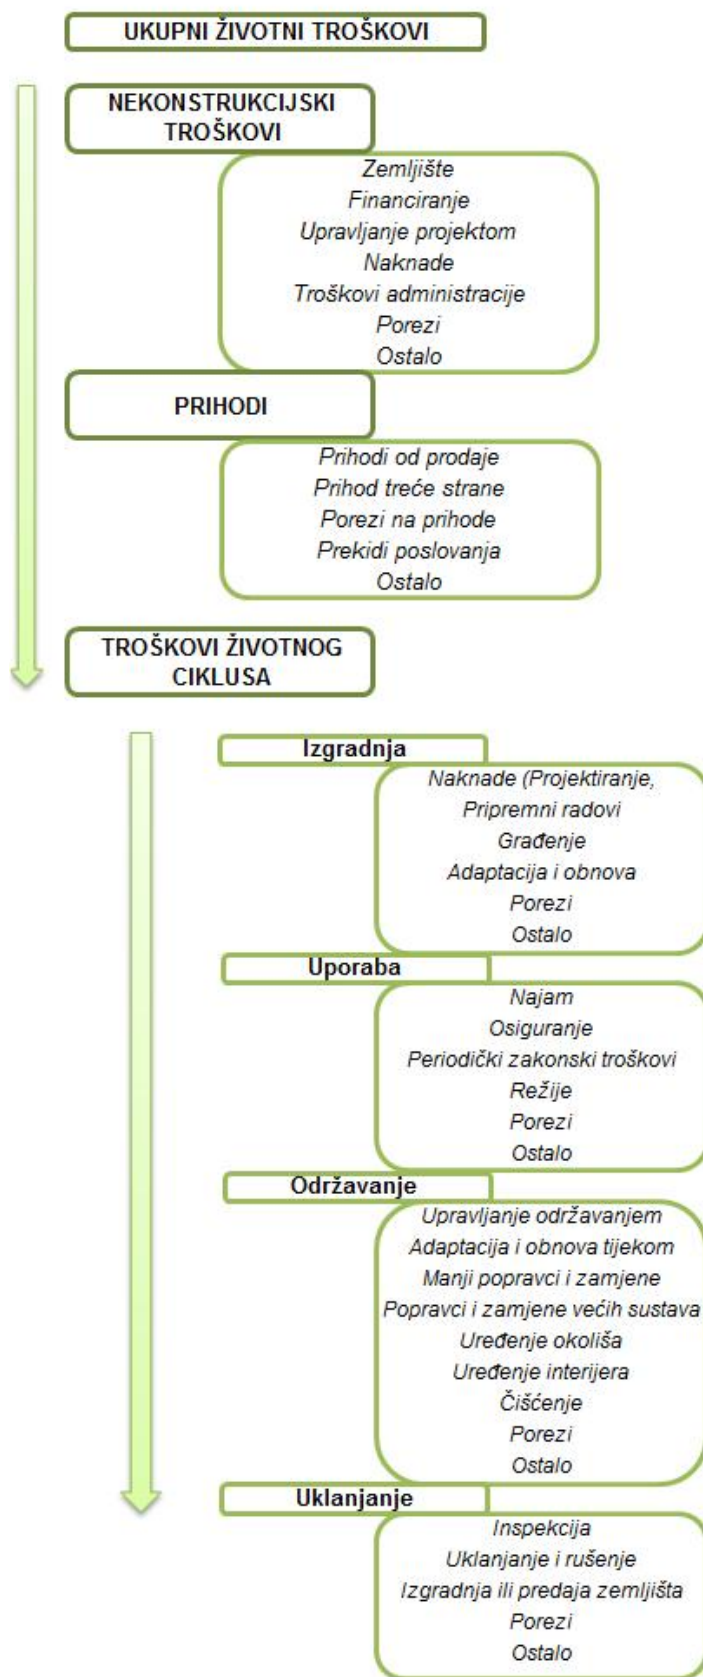 UKUPNI ŽIVOTNI TROŠKOVI
NEKONSTRUKCIJSKI
TROŠKOVI
Zemljište
Financiranje
Upravljanje projektom
Naknade
Troškovi administracije
Porezi
Ostalo
PRIHODI
Prihodi od prodaje
Prihod treće strane
Porezi na prihode
Prekidi poslovanja
Ostalo
TROŠKOVI ŽIVOTNOG
CIKLUSA
Izgradnja
Naknade (Projektiranje,
Pripremni radovi
Građenje
Adaptacija i obnova
Porezi
Ostalo
Uporaba
Najam
Osiguranje
Periodički zakonski troškovi
Režije
Porezi
Ostalo
Održavanje
Upravljanje održavanjem
Adaptacija i obnova tijekom
Manji popravci i zamjene
Popravci i zamjene većih sustava
Uređenje okoliša
Uređenje interijera
Čišćenje
Porezi
Ostalo
Uklanjanje
Inspekcija
Uklanjanje i rušenje
Izgradnja ili predaja zemljišta
Porezi
Ostalo